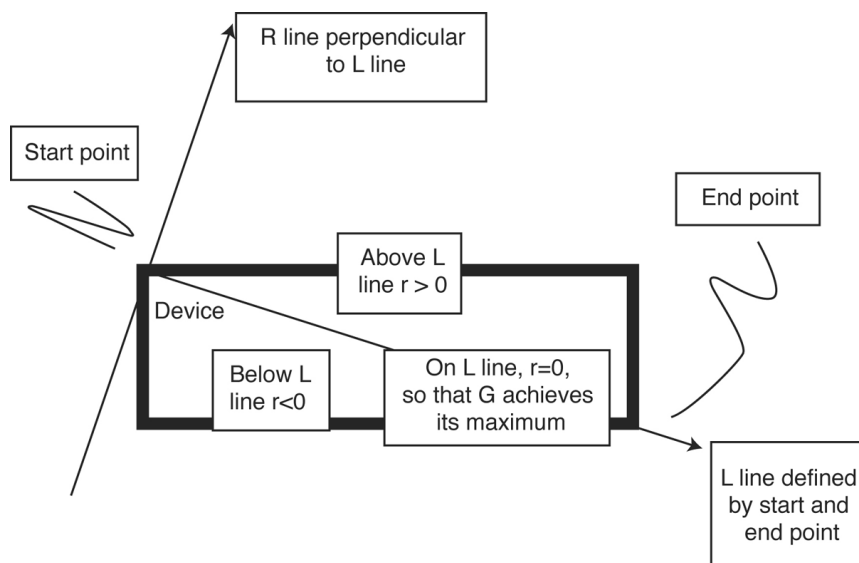 R line perpendicular
to L line
Start point
End point
Above L
line r > 0
Device
Below L
line r<0
On L line, r=0,
so that G achieves
its maximum
L line defined
by start and
end point